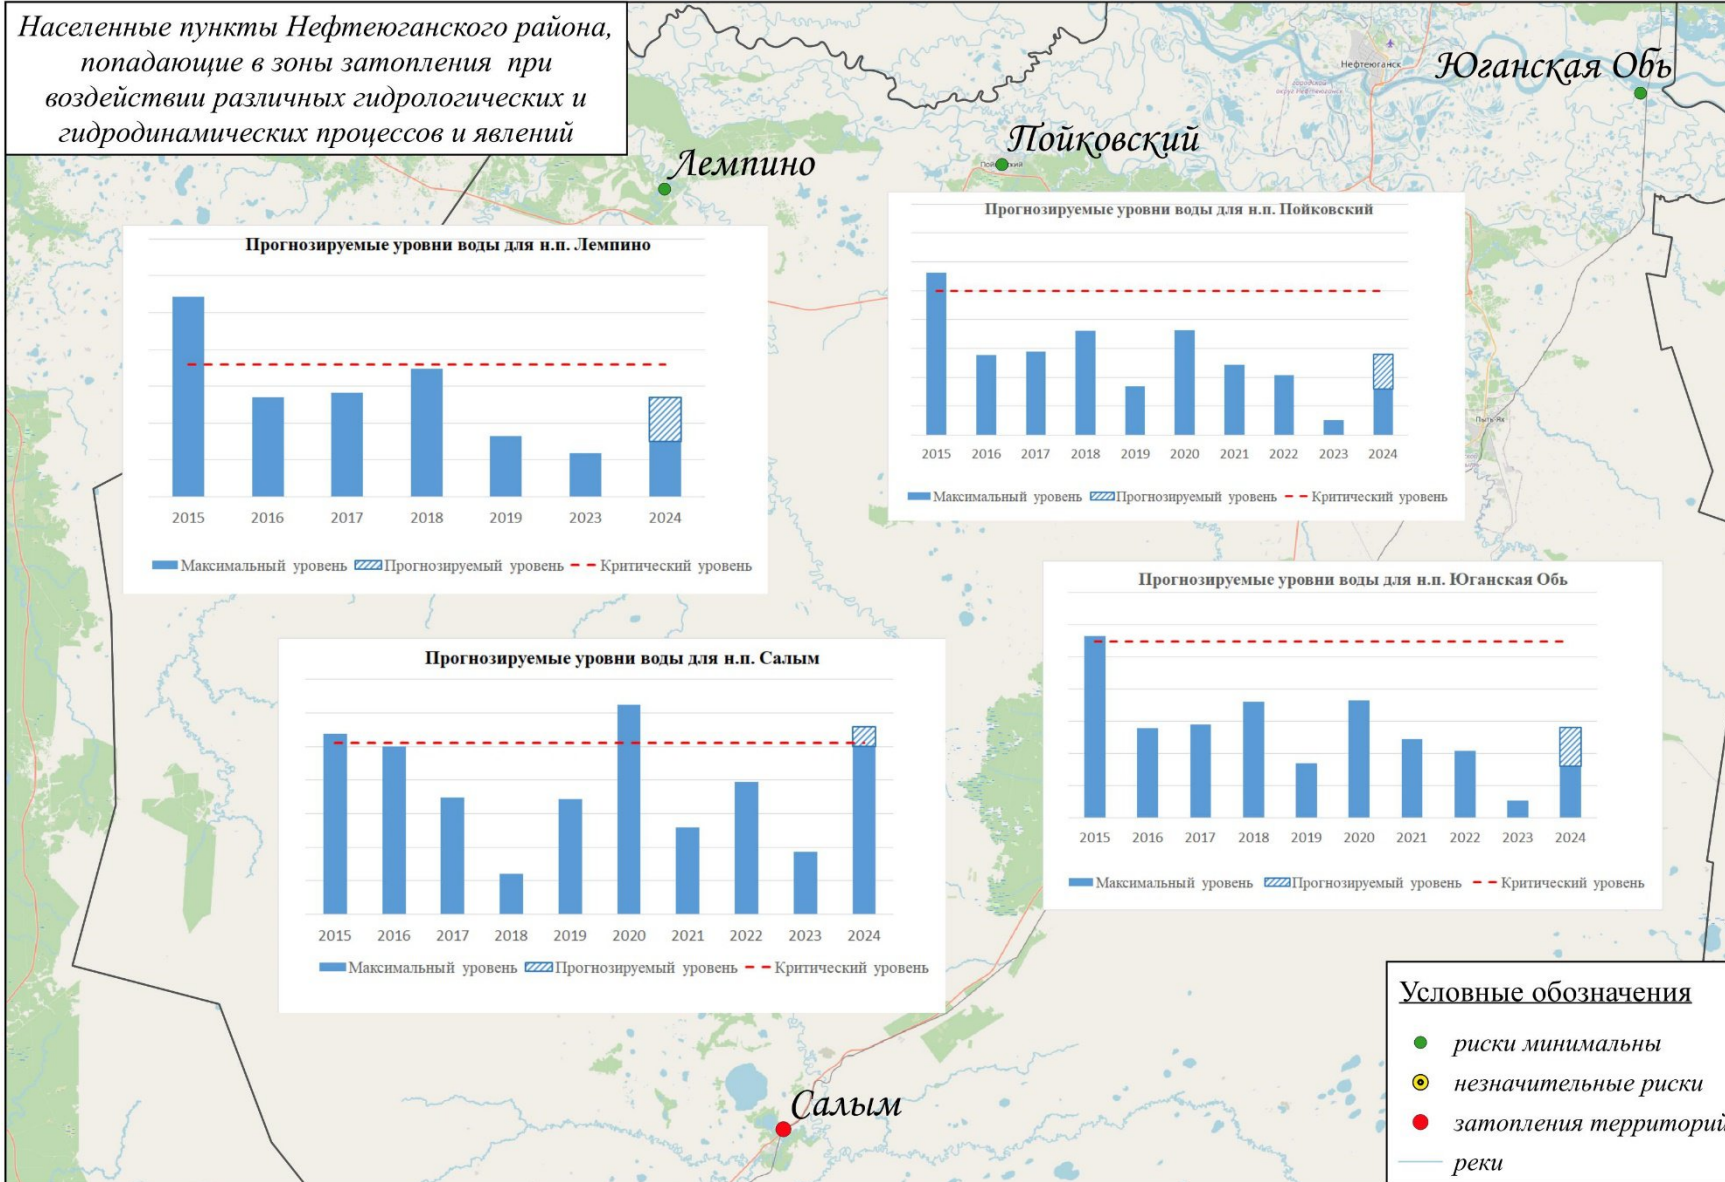 Населенные пункты Нефтеюганского района,
попадающие в зоны затопления при
воздействии различных гидрологических и
гидродинамических процессов и явлений
Нефтеюганск
Юганская Обь
Пойковский
Лемпино
Прогнозируемые уровни воды для н.п. Лемпино
2015 2016 2017 2018 2019 2023 2024
Максимальный уровень Прогнозируемый уровень Критический уровень
Прогнозируемые уровни воды для н.п. Пойковский
2015 2016 2017 2018 2019 2020 2021 2022 2023 2024
Максимальный уровень Прогнозируемый уровень Критический уровень
Пыть-Ях
Прогнозируемые уровни воды для н.п. Салым
2015 2016 2017 2018 2019 2020 2021 2022 2023 2024
Максимальный уровень Прогнозируемый уровень Критический уровень
Прогнозируемые уровни воды для н.п. Юганская Обь
2015 2016 2017 2018 2019 2020 2021 2022 2023 2024
Максимальный уровень Прогнозируемый уровень Критический уровень
Салым
Условные обозначения
риски минимальны
незначительные риски
затопления территорий
реки